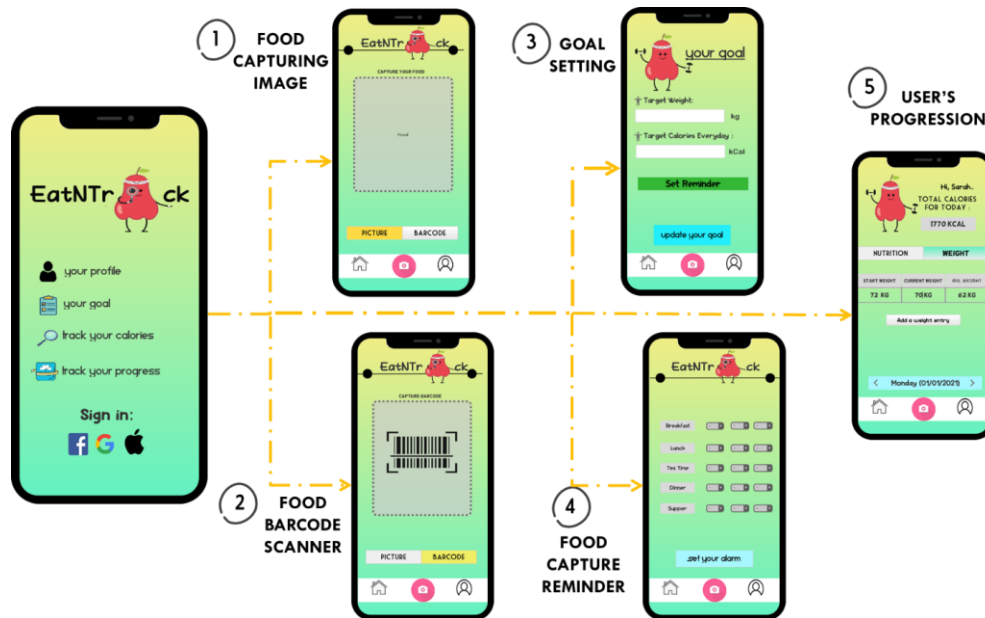 EatNTr ck
your profile
your goal
track your calories
track your progress
Sign in:
1
FOOD
CAPTURING
IMAGE
EatNTr ck
CAPTURE YOUR FOOD
Food
PICTURE BARCODE
2
FOOD
BARCODE
SCANNER
EatNTr ck
CAPTURE BARCODE
PICTURE BARCODE
3
GOAL
SETTING
your goal
Target Weight:
kg
Target Calories Everyday :
kCal
Set Reminder
update your goal
4
FOOD
CAPTURE
REMINDER
EatNTr ck
Breakfast
Lunch
Tea Time
Dinner
Supper
set your alarm
5
USER'S
PROGRESSION
Hi, Sarah..
TOTAL CALORIES
FOR TODAY :
1770 KCAL
NUTRITION WEIGHT
START WEIGHT CURRENT WEIGHT
72 KG 70 KG 62 KG
Add a weight entry
< Monday (01/01/2021) >